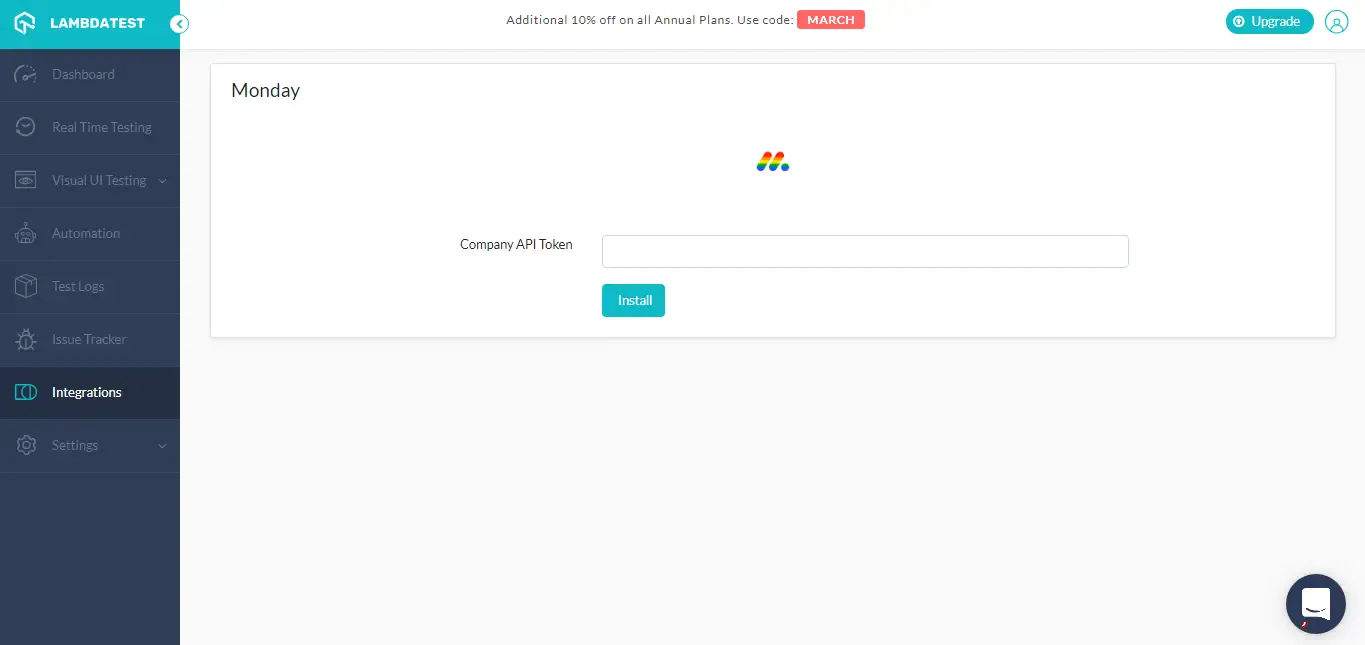 LAMBDATEST
Additional 10% off on all Annual Plans. Use code: MARCH
Upgrade
Dashboard
Real Time Testing
Visual UI Testing
Automation
Test Logs
Issue Tracker
Integrations
Settings
Monday
Company API Token
Install